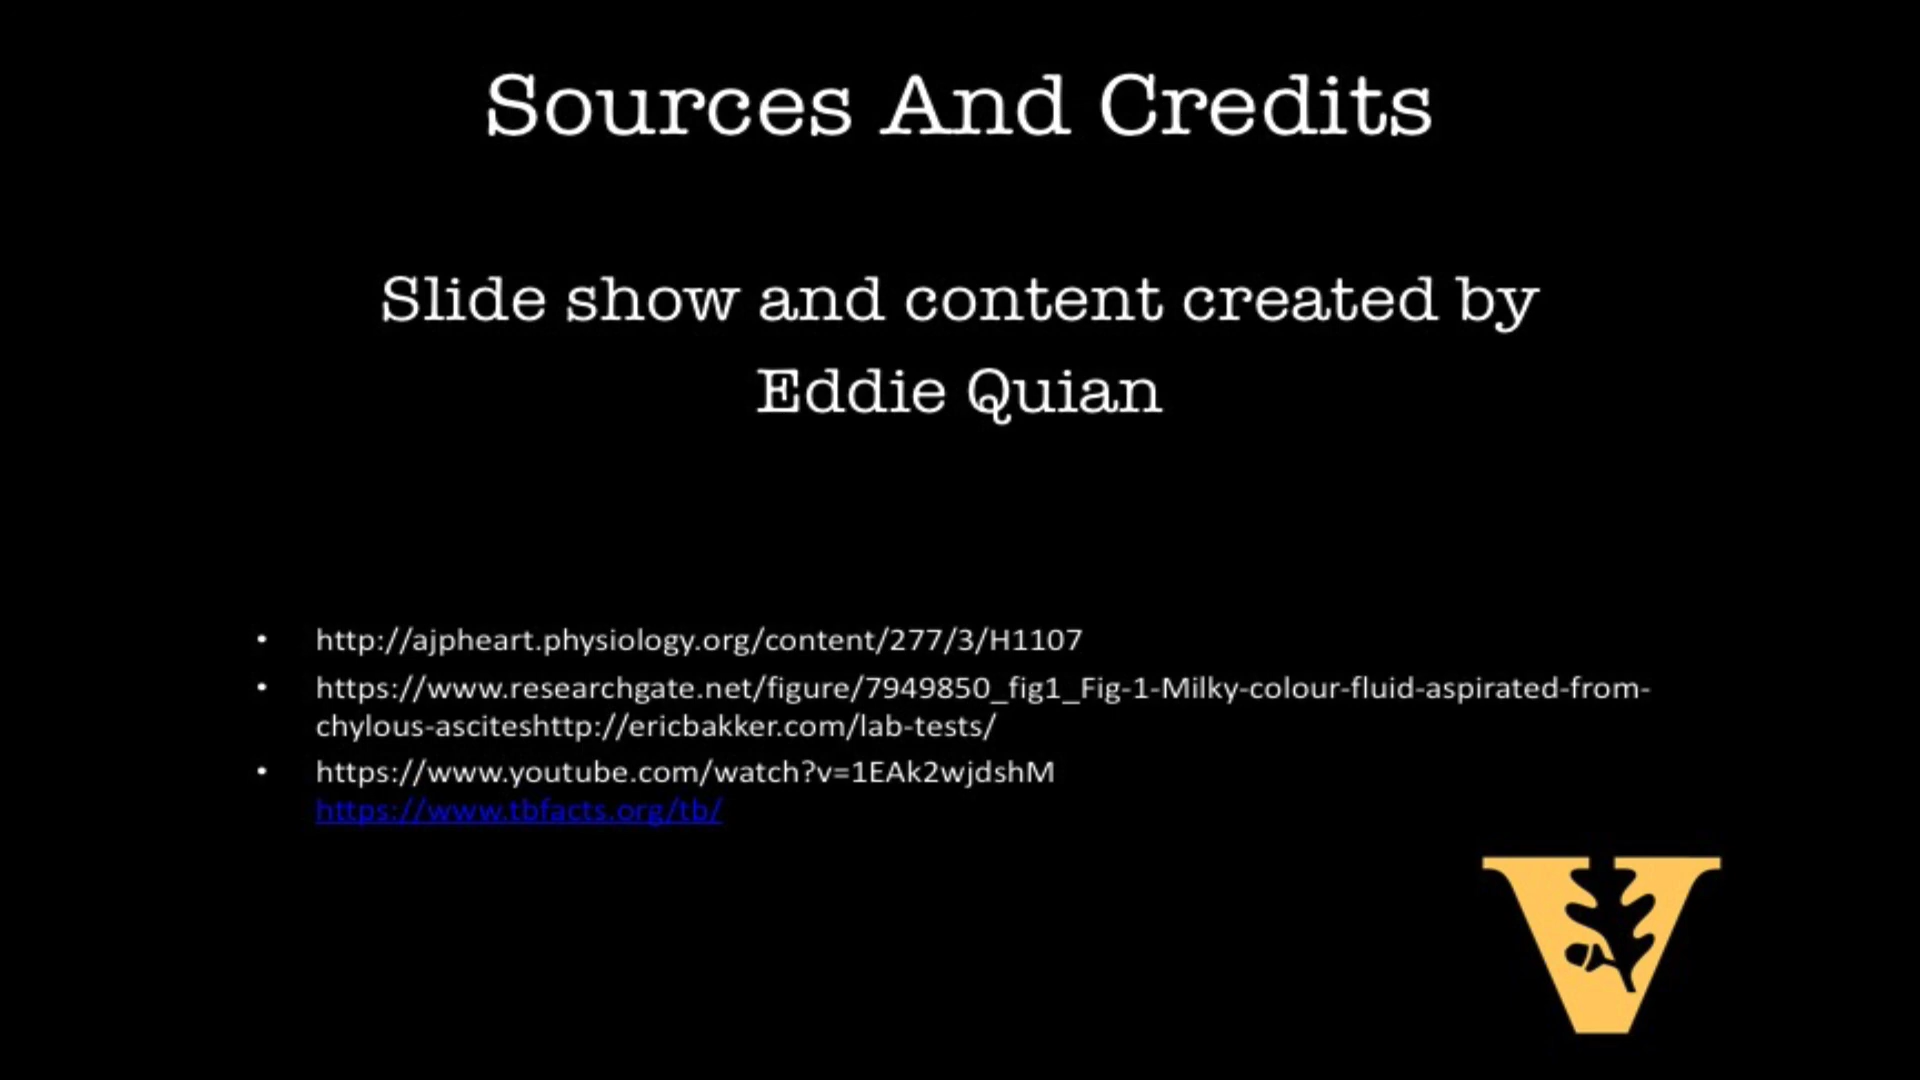 Sources And Credits
Slide show and content created by
Eddie Quian
• http://ajpheart.physiology.org/content/277/3/H1107
• https://www.researchgate.net/figure/7949850_fig1_Fig-1-Milky-colour-fluid-aspirated-from-
chylous-asciteshttp://ericbakker.com/lab-tests/
• https://www.youtube.com/watch?v=1EAk2wjdshM
https://www.tbfacts.org/tb/
V